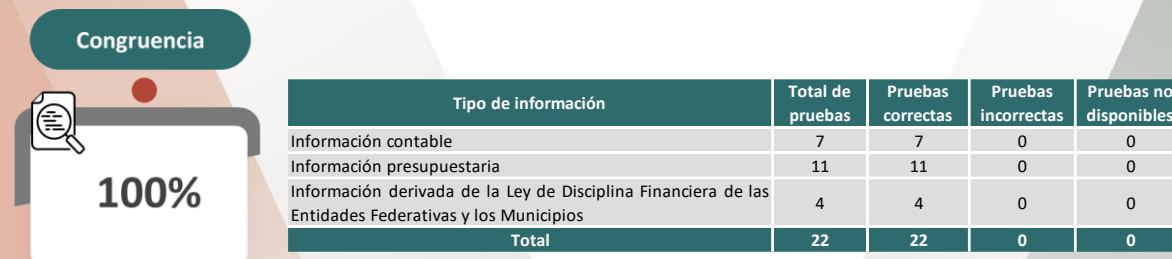 Congruencia
100%
Tipo de información Total de pruebas Pruebas correctas Pruebas incorrectas Pruebas no disponibles
Información contable 7 7 0 0
Información presupuestaria 11 11 0 0
Información derivada de la Ley de Disciplina Financiera de las
Entidades Federativas y los Municipios 4 4 0 0
Total 22 22 0 0